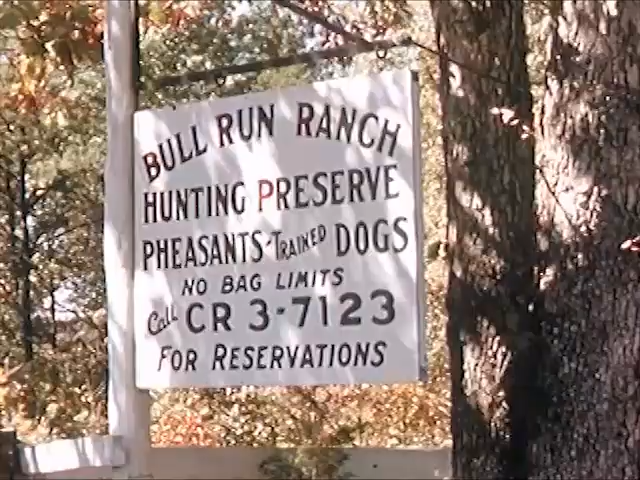 BULL RUN RANCH
HUNTING PRESERVE
PHEASANTS-TRAINED DOGS
NO BAG LIMITS
Call CR 3-7123
FOR RESERVATIONS